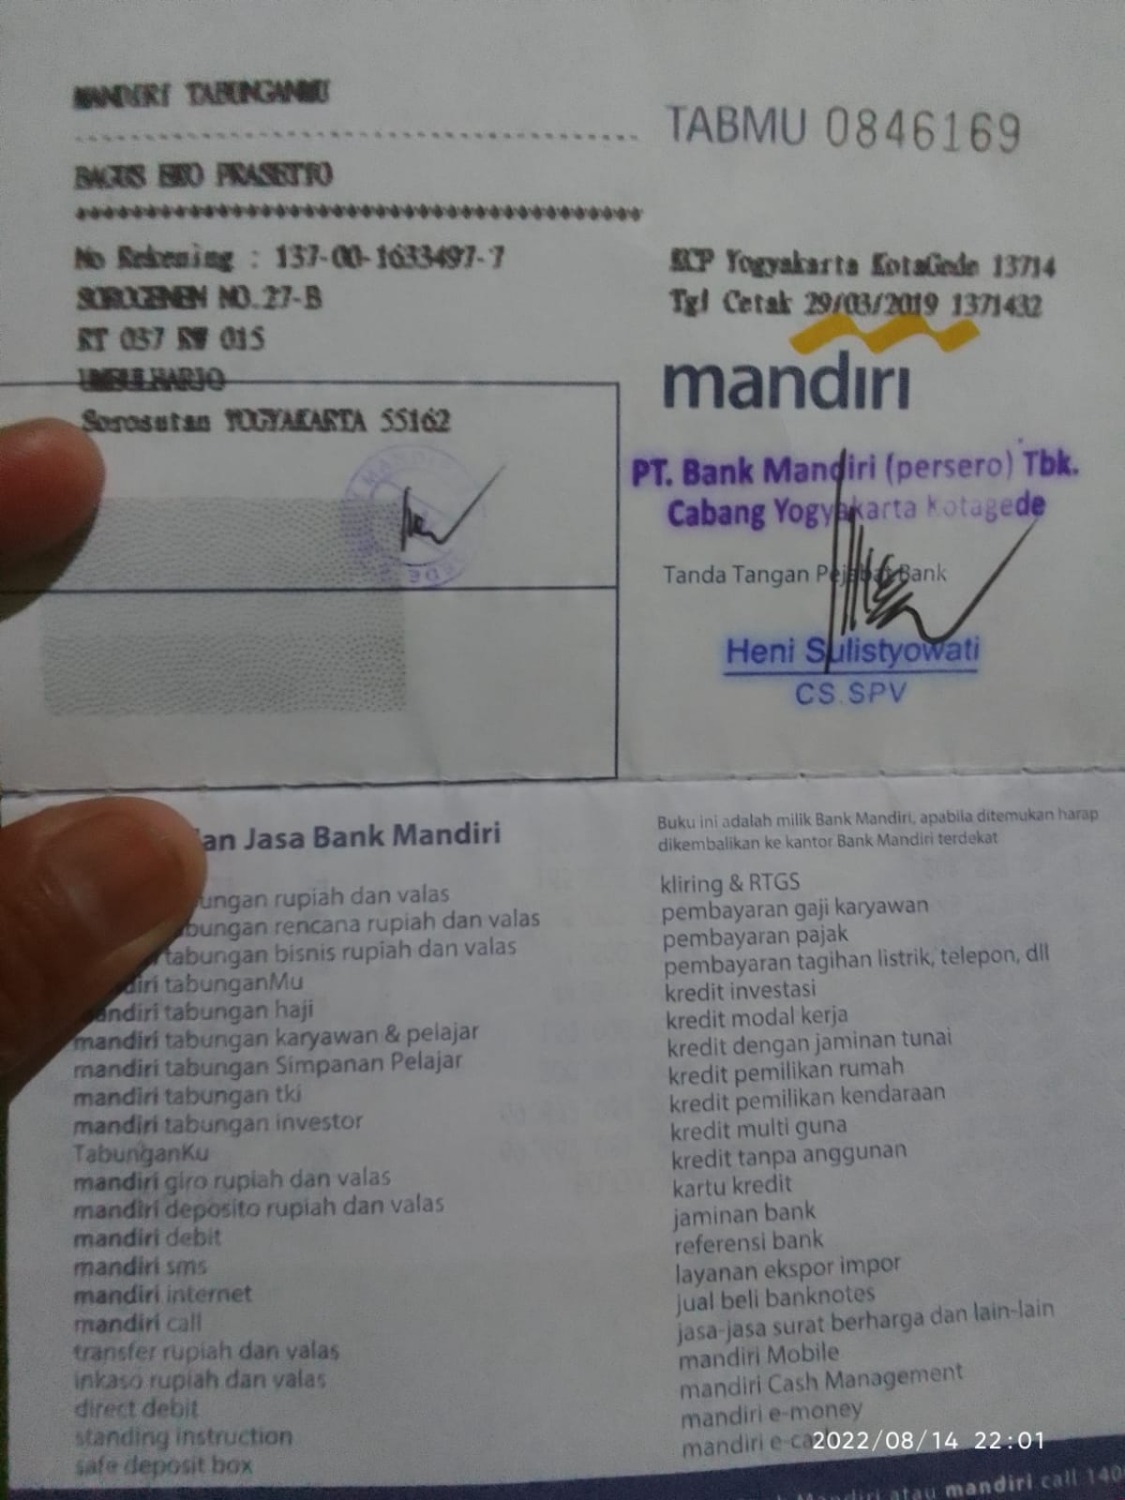 MANDIRI TABUNGANMU
TABMU 0846169
BAGUS EKO PRASETYO
No Rekening : 137-00-1633497-7
SOROGENEN NO.27-B
RT 037 RW 015
UMBULHARJO
Sorosutan YOGYAKARTA 55162
KCP Yogyakarta KotaGede 13714
Tgl Cetak 29/03/2019 1371432
mandiri
PT. Bank Mandiri (persero) Tbk.
Cabang Yogyakarta Kotagede
Tanda Tangan Pejabat Bank
Heni Sulistyowati
CS.SPV
Jasa Bank Mandiri
rupiah dan valas
rencana rupiah dan valas
tabungan bisnis rupiah dan valas
tabunganMu
mandiri tabungan haji
mandiri tabungan karyawan & pelajar
mandiri tabungan Simpanan Pelajar
mandiri tabungan tki
mandiri tabungan investor
TabunganKu
mandiri giro rupiah dan valas
mandiri deposito rupiah dan valas
mandiri debit
mandiri sms
mandiri internet
mandiri call
transfer rupiah dan valas
inkaso rupiah dan valas
direct debit
standing instruction
safe deposit box
Buku ini adalah milik Bank Mandiri, apabila ditemukan harap
dikembalikan ke kantor Bank Mandiri terdekat
kliring & RTGS
pembayaran gaji karyawan
pembayaran pajak
pembayaran tagihan listrik, telepon, dll
kredit investasi
kredit modal kerja
kredit dengan jaminan tunai
kredit pemilikan rumah
kredit pemilikan kendaraan
kredit multi guna
kredit tanpa anggunan
kartu kredit
jaminan bank
referensi bank
layanan ekspor impor
jual beli banknotes
jasa-jasa surat berharga dan lain-lain
mandiri Mobile
mandiri Cash Management
mandiri e-money
mandiri
2022/08/14 22:01
Mandiri atau mandiri call 140